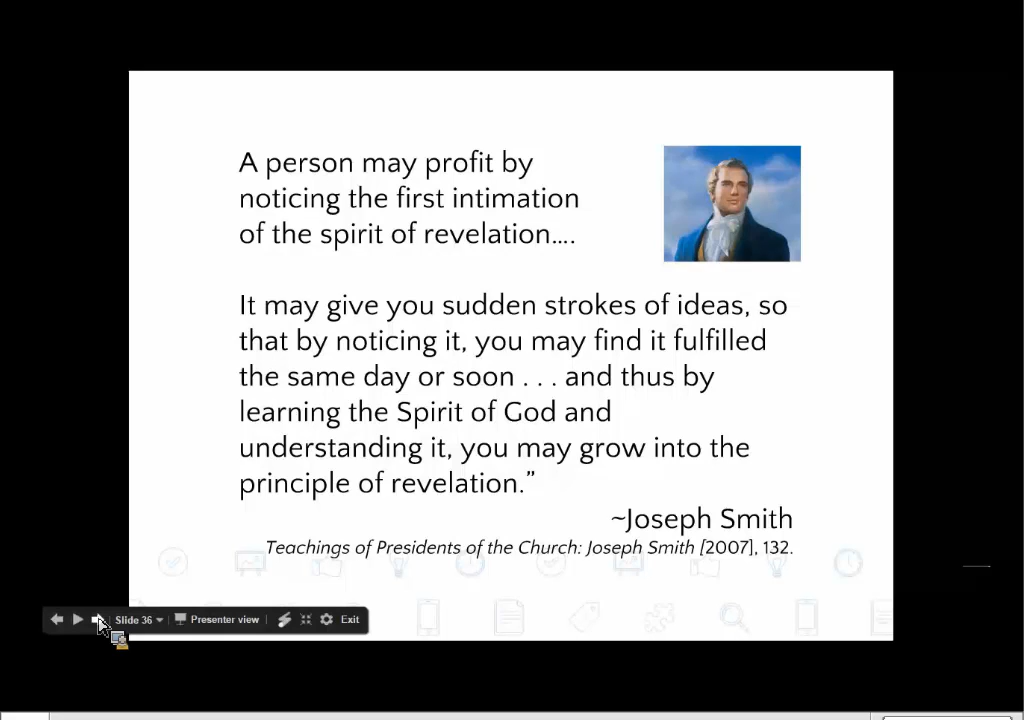 A person may profit by
noticing the first intimation
of the spirit of revelation....
It may give you sudden strokes of ideas, so
that by noticing it, you may find it fulfilled
the same day or soon . . . and thus by
learning the Spirit of God and
understanding it, you may grow into the
principle of revelation.”
~Joseph Smith
Teachings of Presidents of the Church: Joseph Smith [2007], 132.
Slide 36 Presenter view Exit